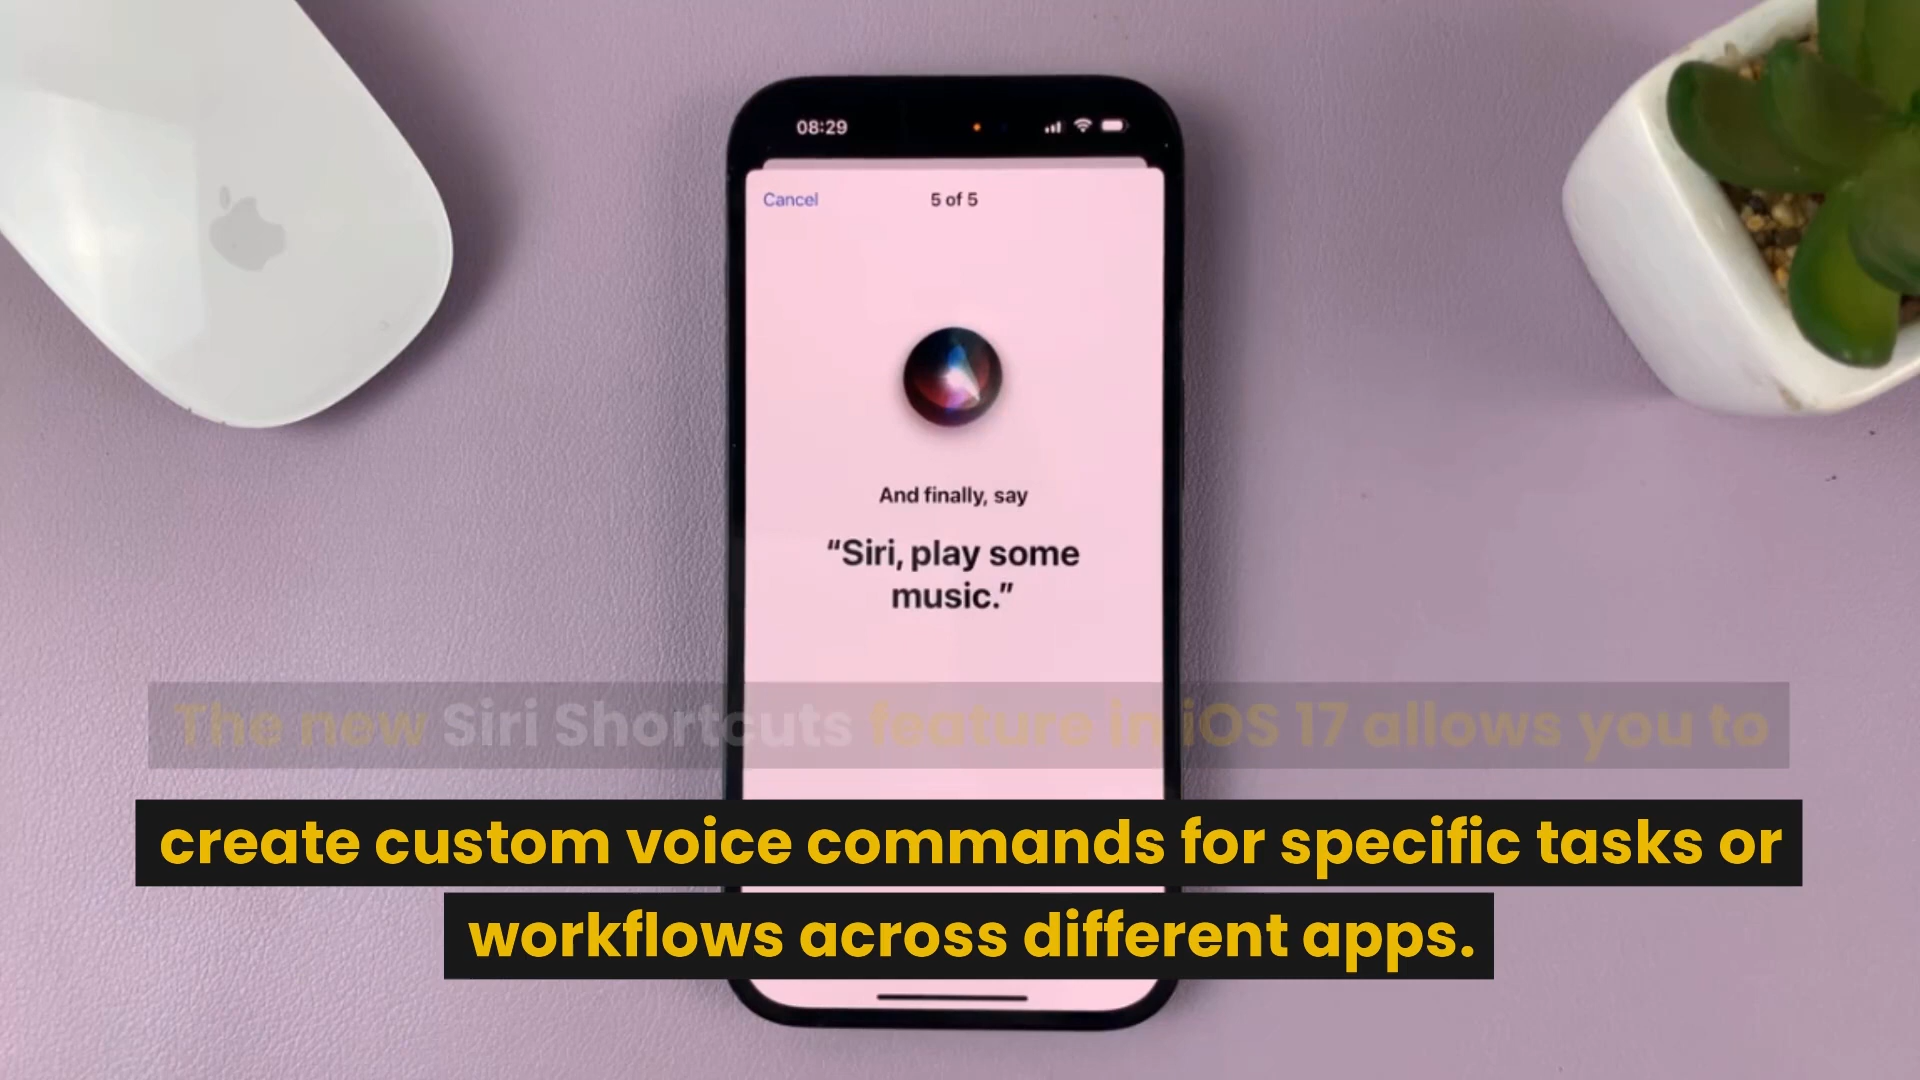 08:29
Cancel
5 of 5
And finally, say
“Siri, play some
music.”
The new Siri Shortcuts feature in iOS 17 allows you to
create custom voice commands for specific tasks or
workflows across different apps.